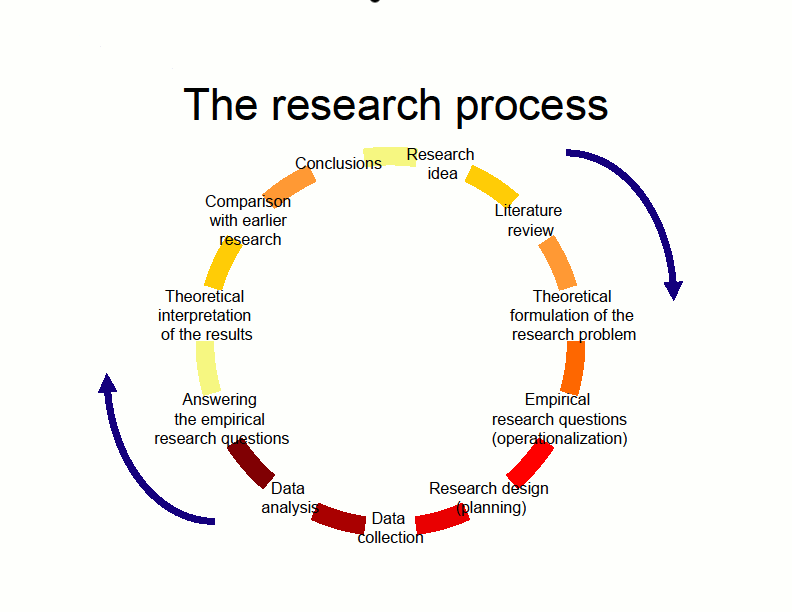 The research process
Research
idea
Literature
review
Theoretical
formulation of the
research problem
Empirical
research questions
(operationalization)
Research design
(planning)
Data
collection
Data
analysis
Answering
the empirical
research questions
Theoretical
interpretation
of the results
Comparison
with earlier
research
Conclusions